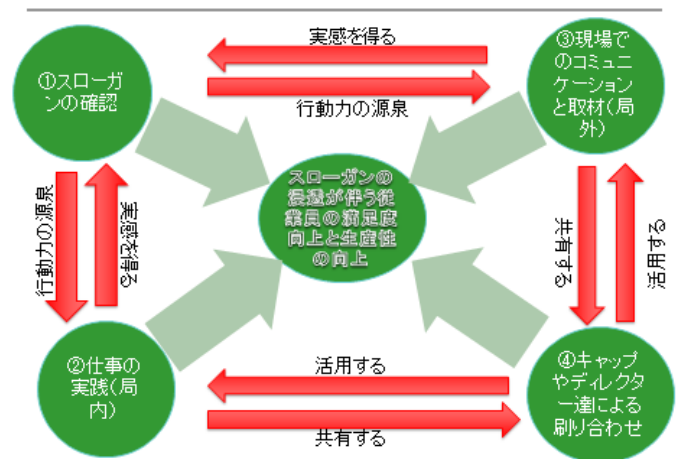 実感を得る
行動力の源泉
①スローガ
ンの確認
③現場で
のコミュニ
ケーション
と取材(局
外)
スローガンの
浸透が伴う従
業員の満足度
向上と生産性
の向上
行動力の源泉
実感を得る
共有する
活用する
②仕事の
実践(局
内)
活用する
共有する
④キャップ
やディレクタ
ー達による
刷り合わせ